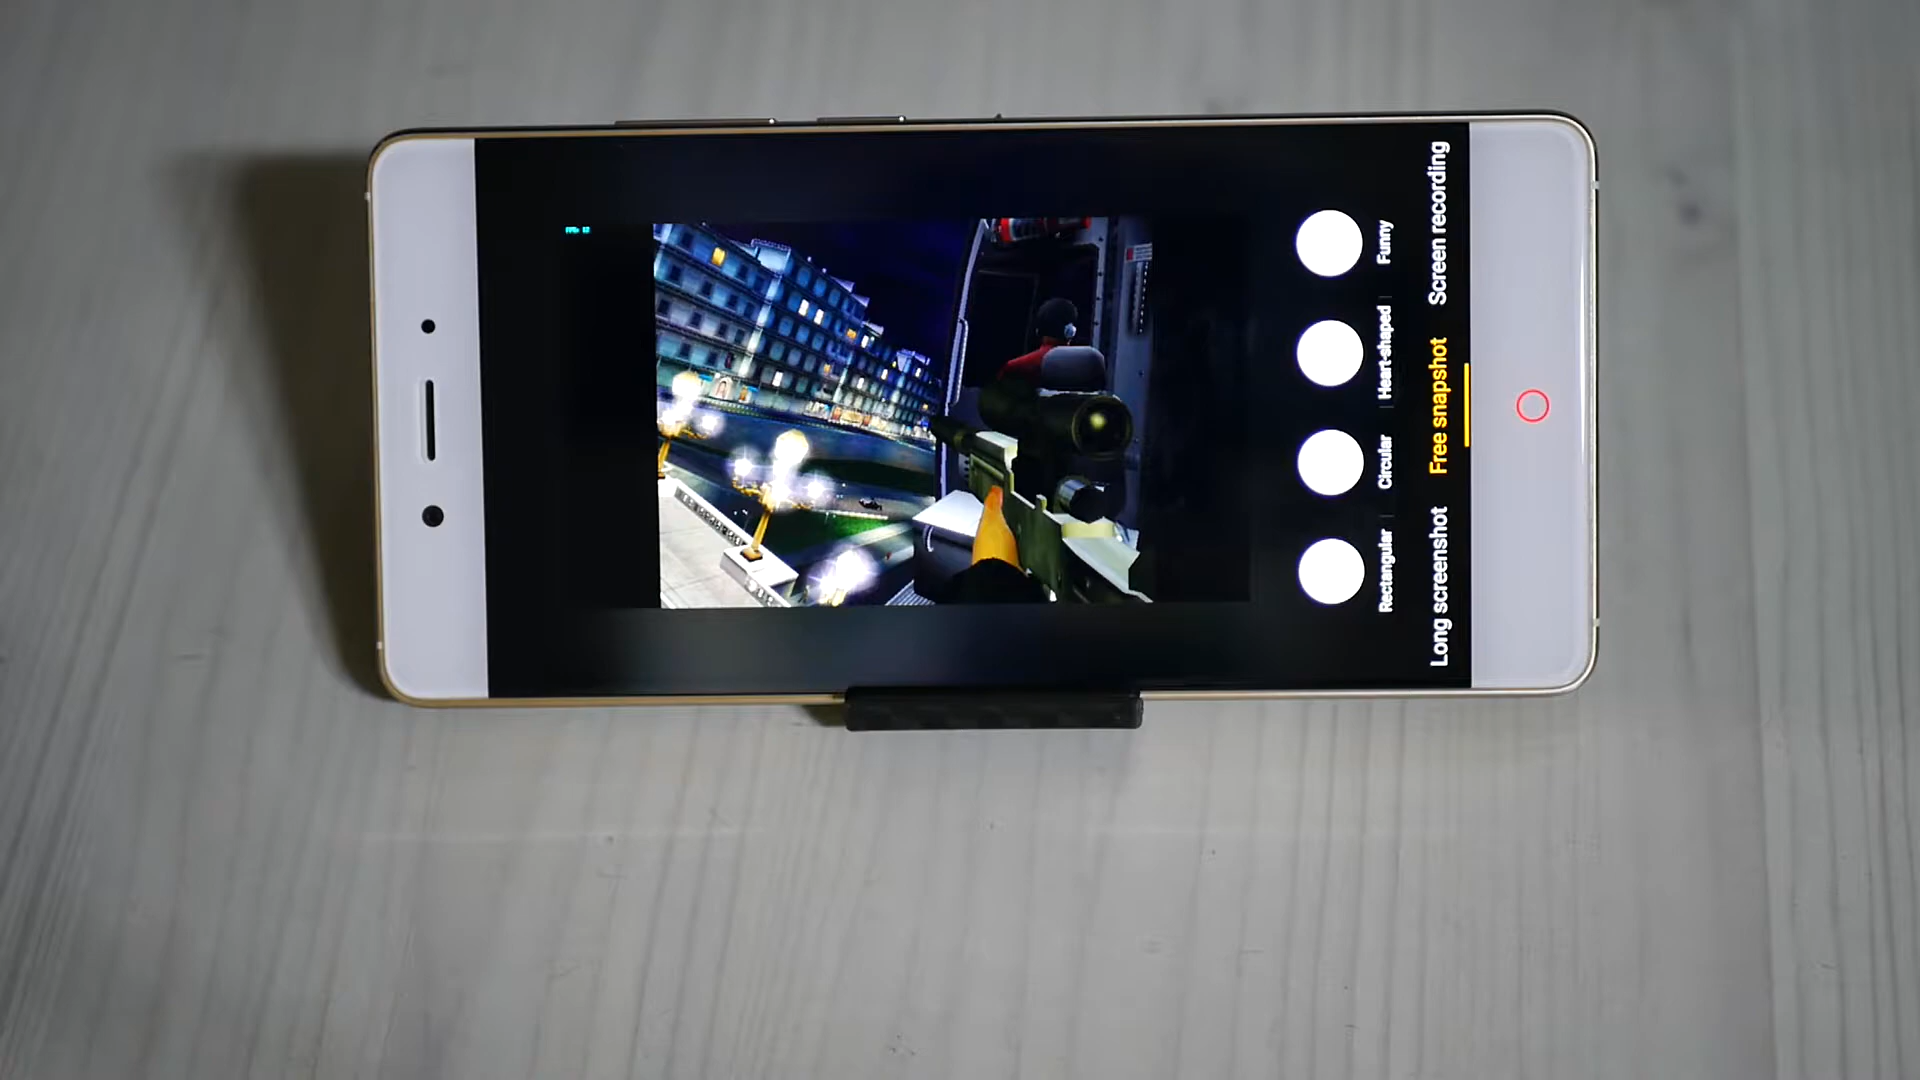 Rectangular | Circular | Heart-shaped | Funny
Long screenshot Free snapshot Screen recording